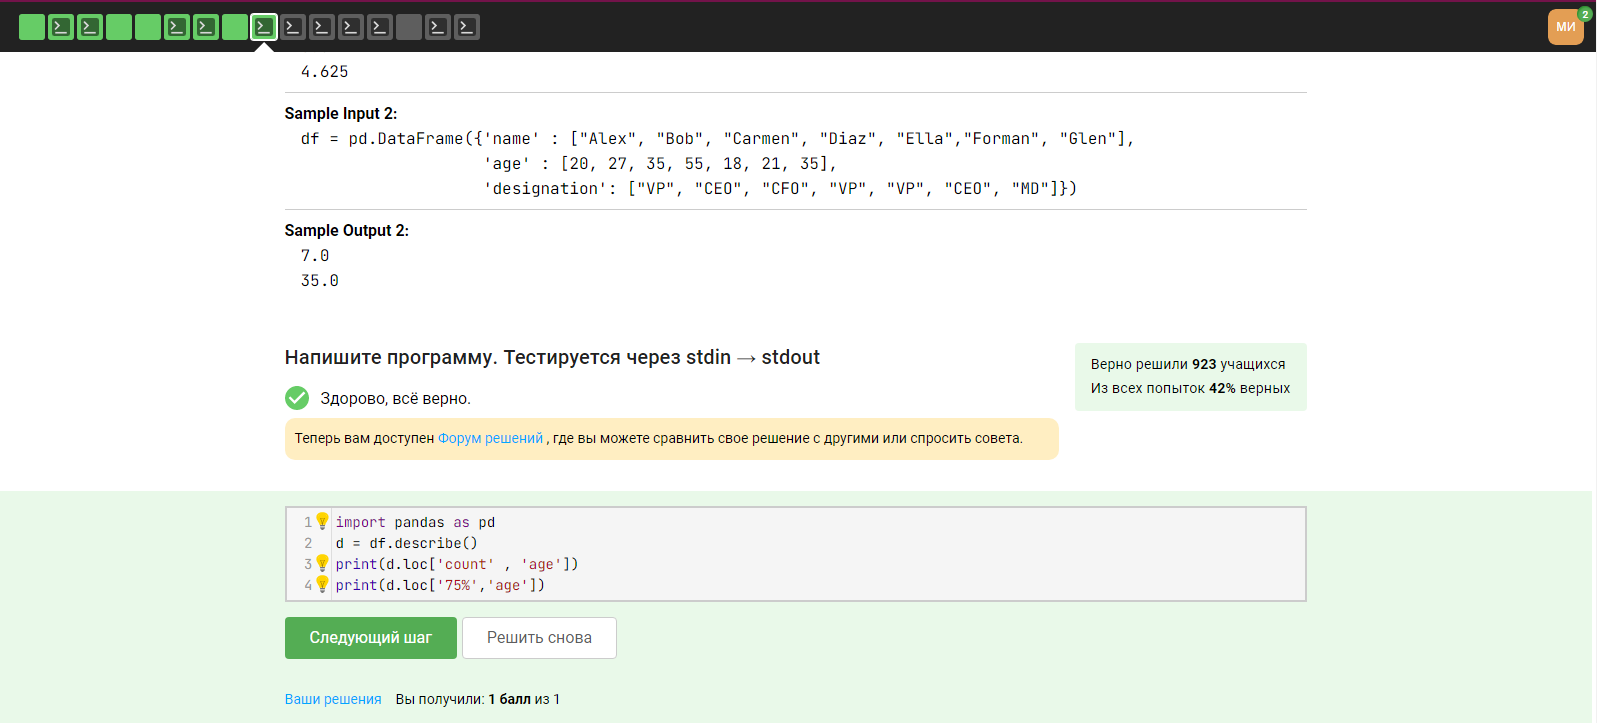 МИ
2
4.625
Sample Input 2:
df = pd.DataFrame({'name' : ["Alex", "Bob", "Carmen", "Diaz", "Ella","Forman", "Glen"],
'age' : [20, 27, 35, 55, 18, 21, 35],
'designation': ["VP", "CEO", "CFO", "VP", "VP", "CEO", "MD"]})
Sample Output 2:
7.0
35.0
Напишите программу. Тестируется через stdin → stdout
Верно решили 923 учащихся
Из всех попыток 42% верных
Здорово, всё верно.
Теперь вам доступен Форум решений , где вы можете сравнить свое решение с другими или спросить совета.
1 import pandas as pd
2 d = df.describe()
3 print(d.loc['count' , 'age'])
4 print(d.loc['75%','age'])
Следующий шаг
Решить снова
Ваши решения Вы получили: 1 балл из 1